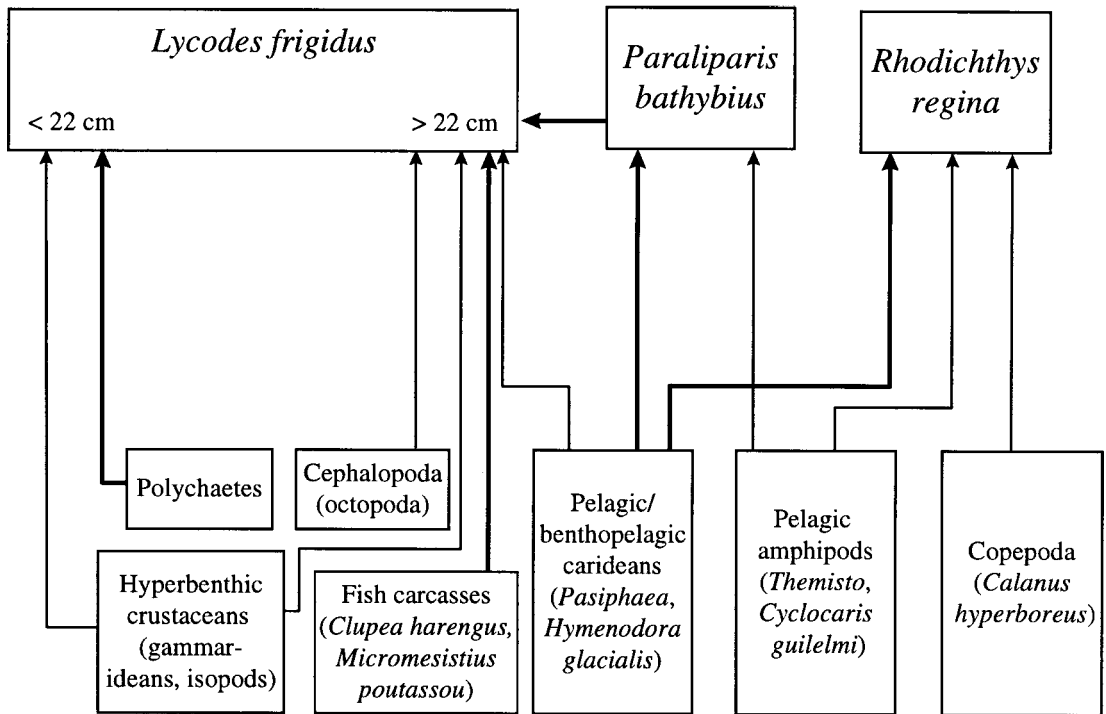 Lycodes frigidus
< 22 cm
> 22 cm
Paraliparis
bathybius
Rhodichthys
regina
Polychaetes
Cephalopoda
(octopoda)
Hyperbenthic
crustaceans
(gammar-
ideans, isopods)
Fish carcasses
(Clupea harengus,
Micromesistius
poutassou)
Pelagic/
benthopelagic
carideans
(Pasiphaea,
Hymenodora
glacialis)
Pelagic
amphipods
(Themisto,
Cyclocaris
guilelmi)
Copepoda
(Calanus
hyperboreus)